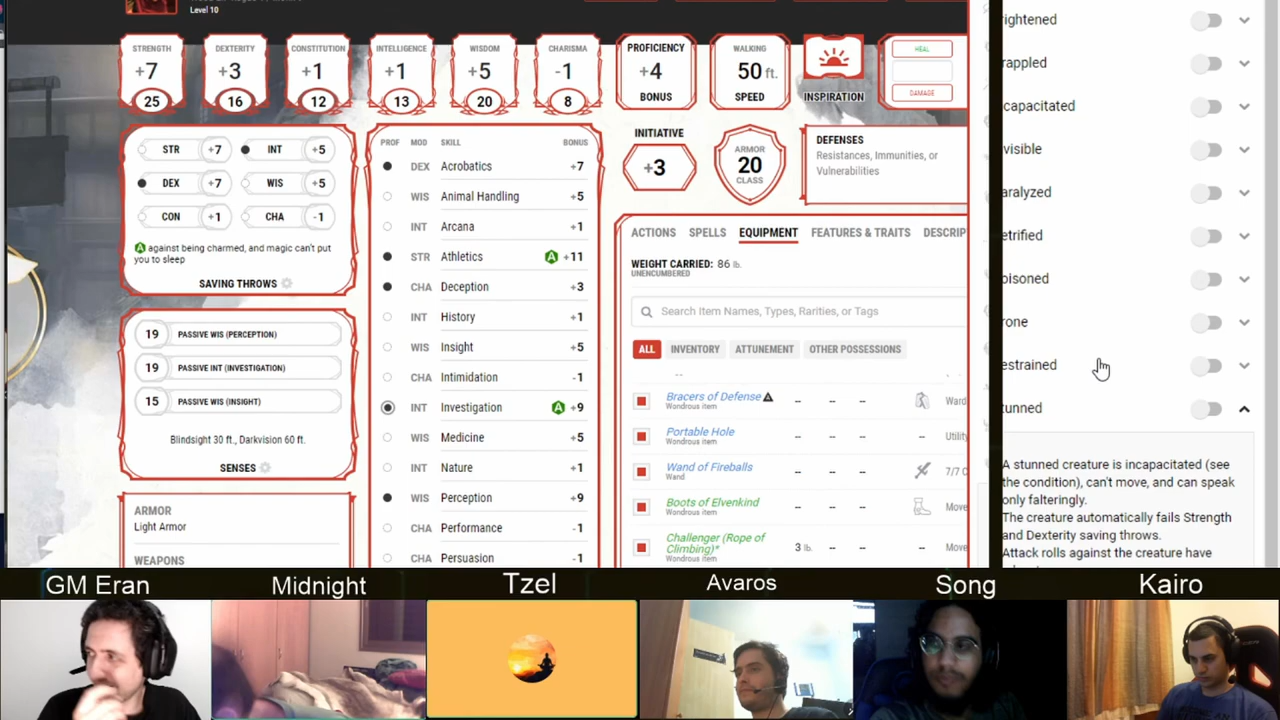 Level 10
STRENGTH
+7
25
DEXTERITY
+3
16
CONSTITUTION
+1
12
INTELLIGENCE
+1
13
WISDOM
+5
20
CHARISMA
-1
8
PROFICIENCY
+4
BONUS
WALKING
50 ft.
SPEED
INSPIRATION
HEAL
DAMAGE
STR +7
INT +5
DEX +7
WIS +5
CON +1
CHA -1
A against being charmed, and magic can't put
you to sleep
SAVING THROWS
19 PASSIVE WIS (PERCEPTION)
19 PASSIVE INT (INVESTIGATION)
15 PASSIVE WIS (INSIGHT)
Blindsight 30 ft., Darkvision 60 ft.
SENSES
ARMOR
Light Armor
WEAPONS
PROF MOD SKILL BONUS
DEX Acrobatics +7
WIS Animal Handling +5
INT Arcana +1
STR Athletics A +11
CHA Deception +3
INT History +1
WIS Insight +5
CHA Intimidation -1
INT Investigation A +9
WIS Medicine +5
INT Nature +1
WIS Perception +9
CHA Performance -1
CHA Persuasion -1
INITIATIVE
+3
ARMOR
20
CLASS
DEFENSES
Resistances, Immunities, or
Vulnerabilities
ACTIONS SPELLS EQUIPMENT FEATURES & TRAITS DESCRIP
WEIGHT CARRIED: 86 lb.
UNENCUMBERED
Search Item Names, Types, Rarities, or Tags
ALL INVENTORY ATTUNEMENT OTHER POSSESSIONS
--
Bracers of Defense -- -- -- Ward
Wondrous item
Portable Hole -- -- -- Utility
Wondrous item
Wand of Fireballs -- -- -- 7/7 C
Wand
Boots of Elvenkind -- -- -- Move
Wondrous item
Challenger (Rope of
Climbing)* 3 lb. -- -- Move
Wondrous item
ightened
rappled
capacitated
visible
aralyzed
etrified
oisoned
rone
estrained
tunned
A stunned creature is incapacitated (see
the condition), can't move, and can speak
only falteringly.
The creature automatically fails Strength
and Dexterity saving throws.
Attack rolls against the creature have
GM Eran
Midnight
Tzel
Avaros
Song
Kairo